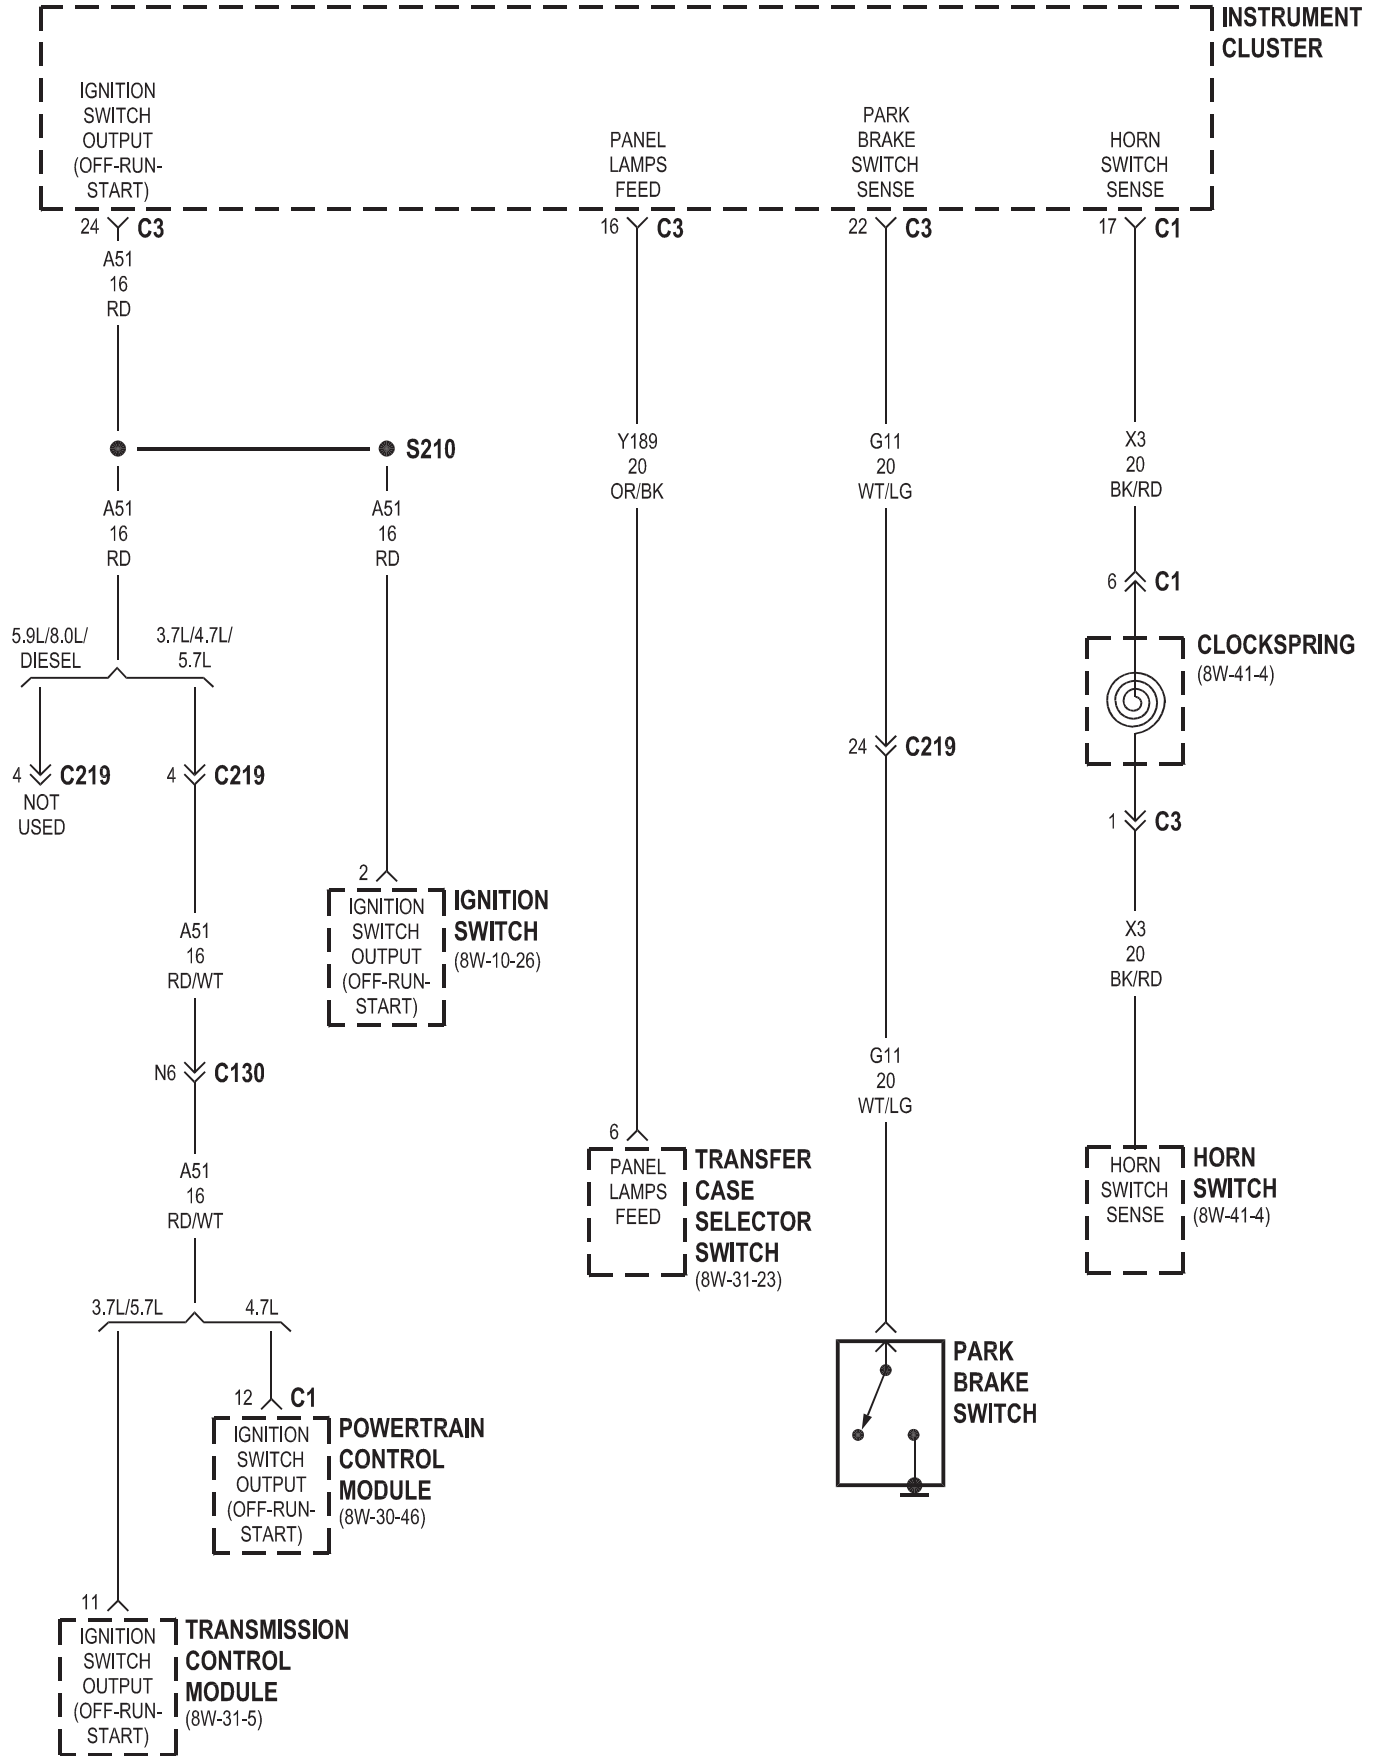 INSTRUMENT
CLUSTER
IGNITION
SWITCH
OUTPUT
(OFF-RUN-
START)
PANEL
LAMPS
FEED
PARK
BRAKE
SWITCH
SENSE
HORN
SWITCH
SENSE
24 C3
16 C3
22 C3
17 C1
A51
16
RD
S210
A51
16
RD
A51
16
RD
Y189
20
OR/BK
G11
20
WT/LG
X3
20
BK/RD
6 C1
CLOCKSPRING
(8W-41-4)
5.9L/8.0L/
DIESEL
3.7L/4.7L/
5.7L
4 C219
NOT
USED
4 C219
24 C219
1 C3
2
IGNITION
SWITCH
OUTPUT
(OFF-RUN-
START)
IGNITION
SWITCH
(8W-10-26)
A51
16
RD/WT
X3
20
BK/RD
N6 C130
G11
20
WT/LG
A51
16
RD/WT
6
PANEL
LAMPS
FEED
TRANSFER
CASE
SELECTOR
SWITCH
(8W-31-23)
HORN
SWITCH
SENSE
HORN
SWITCH
(8W-41-4)
3.7L/5.7L
4.7L
PARK
BRAKE
SWITCH
12 C1
IGNITION
SWITCH
OUTPUT
(OFF-RUN-
START)
POWERTRAIN
CONTROL
MODULE
(8W-30-46)
11
IGNITION
SWITCH
OUTPUT
(OFF-RUN-
START)
TRANSMISSION
CONTROL
MODULE
(8W-31-5)